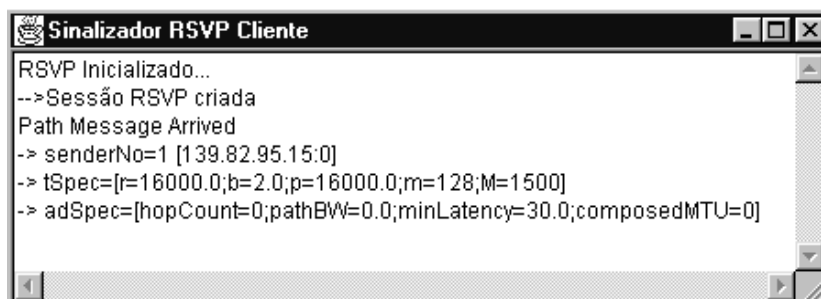 Sinalizador RSVP Cliente
RSVP Inicializado...
-->Sessão RSVP criada
Path Message Arrived
-> senderNo=1 [139.82.95.15:0]
-> tSpec=[r=16000.0;b=2.0;p=16000.0;m=128;M=1500]
-> adSpec=[hopCount=0;pathBW=0.0;minLatency=30.0;composedMTU=0]